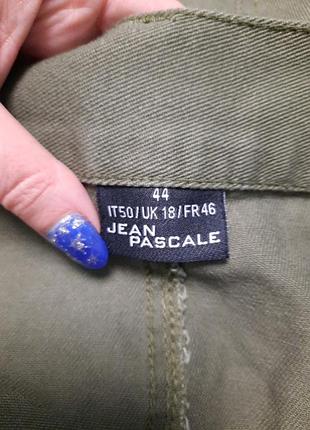 44
IT50/UK 18/FR46
JEAN
PASCALE